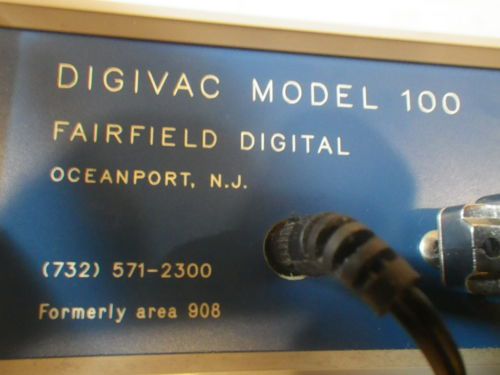 DIGIVAC MODEL 100
FAIRFIELD DIGITAL
OCEANPORT, N.J.
(732) 571-2300
Formerly area 908